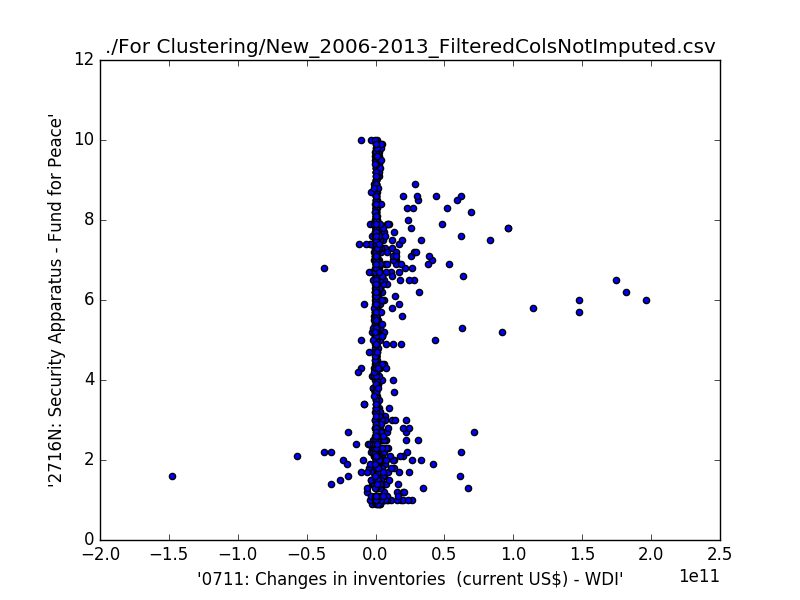 ./For Clustering/New_2006-2013_FilteredColsNotImputed.csv
12
10
8
6
4
2
0
'2716N: Security Apparatus - Fund for Peace'
−2.0 −1.5 −1.0 −0.5 0.0 0.5 1.0 1.5 2.0 2.5
1e11
'0711: Changes in inventories  (current US$) - WDI'